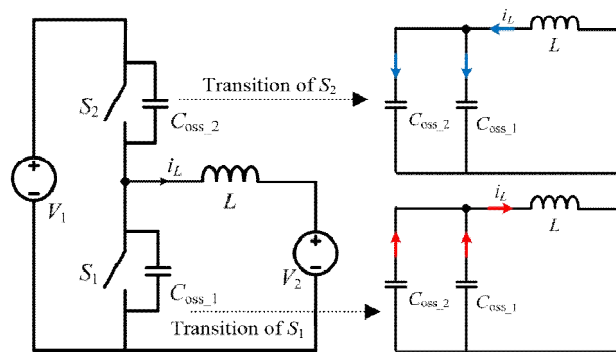 S2
Coss_2
Transition of S2
iL
L
V1
S1
Coss_1
V2
Transition of S1
iL
L
Coss_2
Coss_1
iL
L
Coss_2
Coss_1